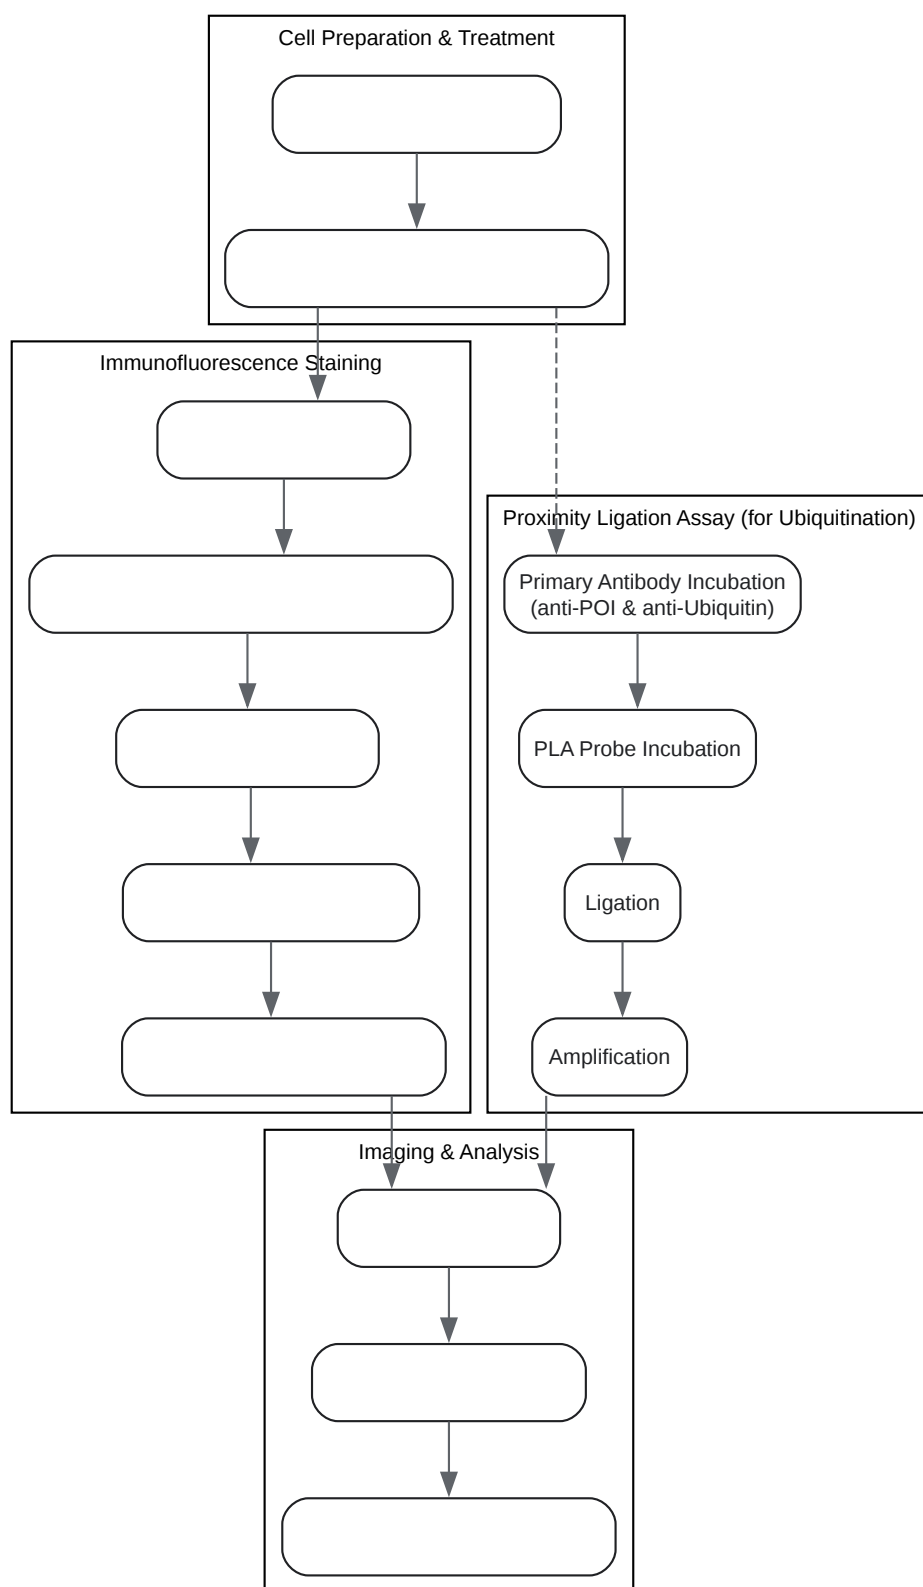 Cell Preparation & Treatment
Immunofluorescence Staining
Proximity Ligation Assay (for Ubiquitination)
Primary Antibody Incubation
(anti-POI & anti-Ubiquitin)
PLA Probe Incubation
Ligation
Amplification
Imaging & Analysis